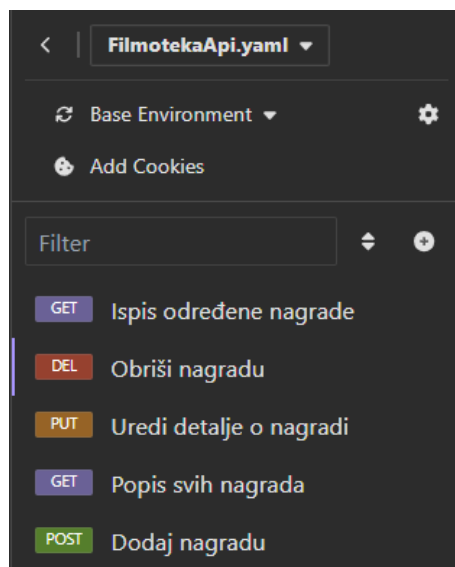 FilmotekaApi.yaml
Base Environment
Add Cookies
Filter
GET Ispis određene nagrade
DEL Obriši nagradu
PUT Uredi detalje o nagradi
GET Popis svih nagrada
POST Dodaj nagradu